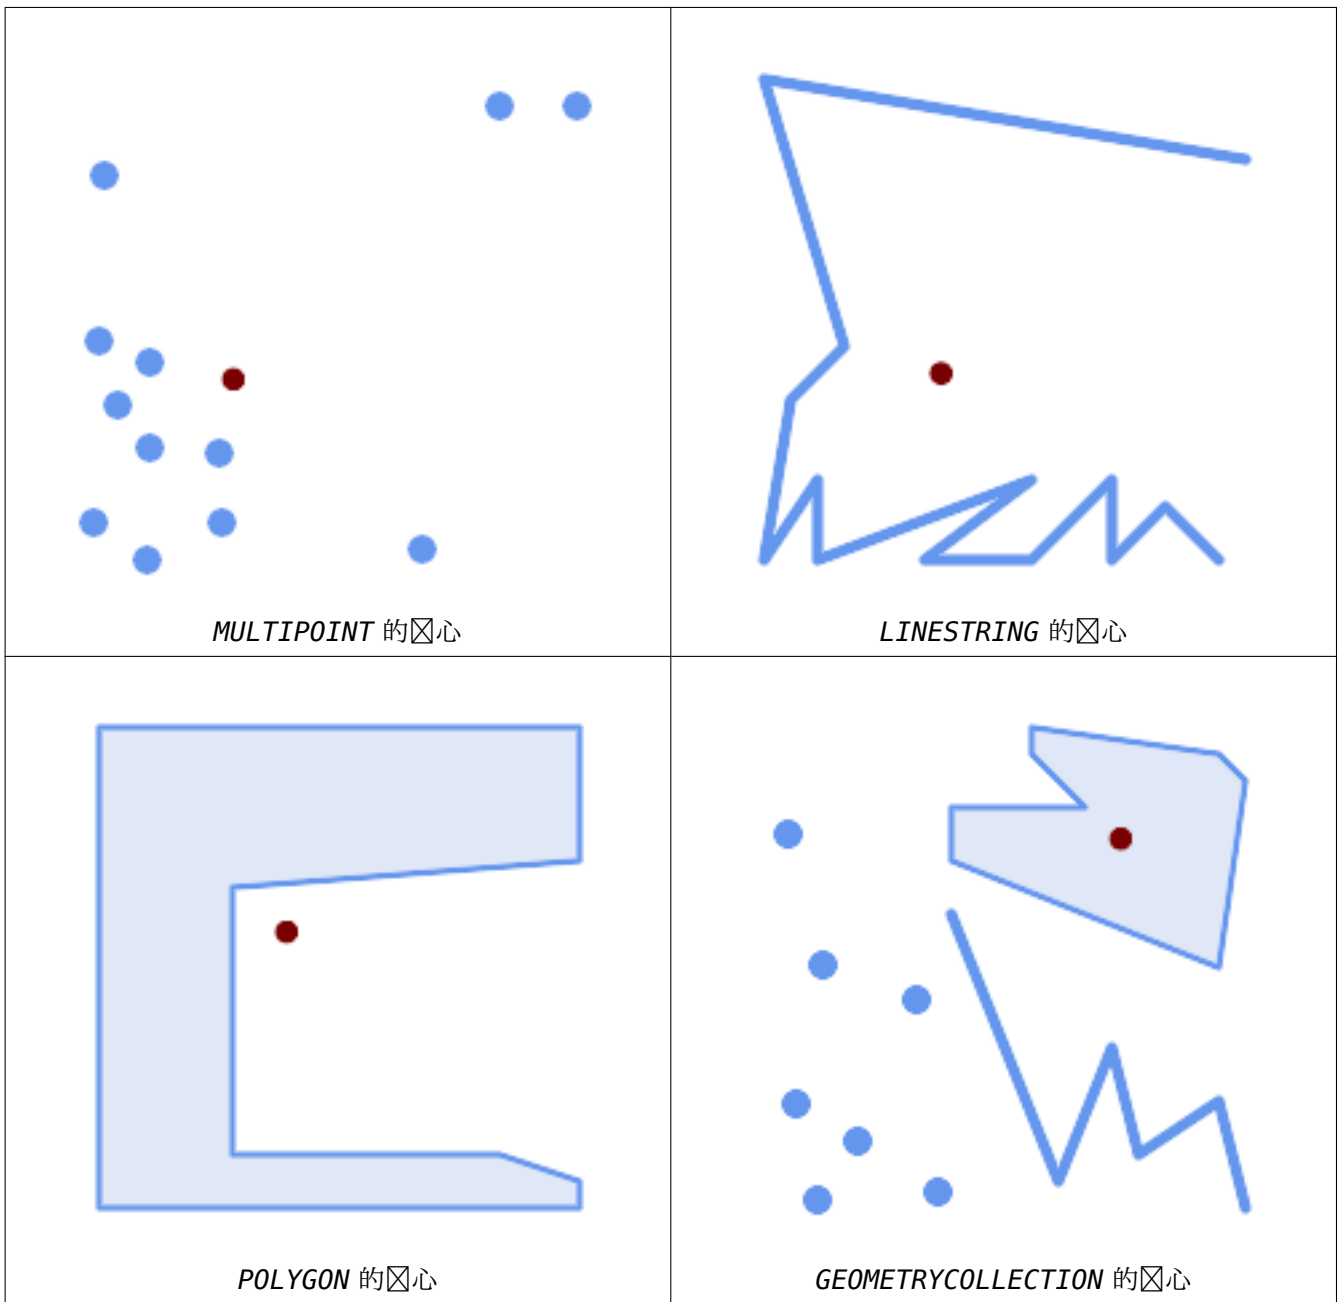 MULTIPOINT 的☒心
LINESTRING 的☒心
POLYGON 的☒心
GEOMETRYCOLLECTION 的☒心